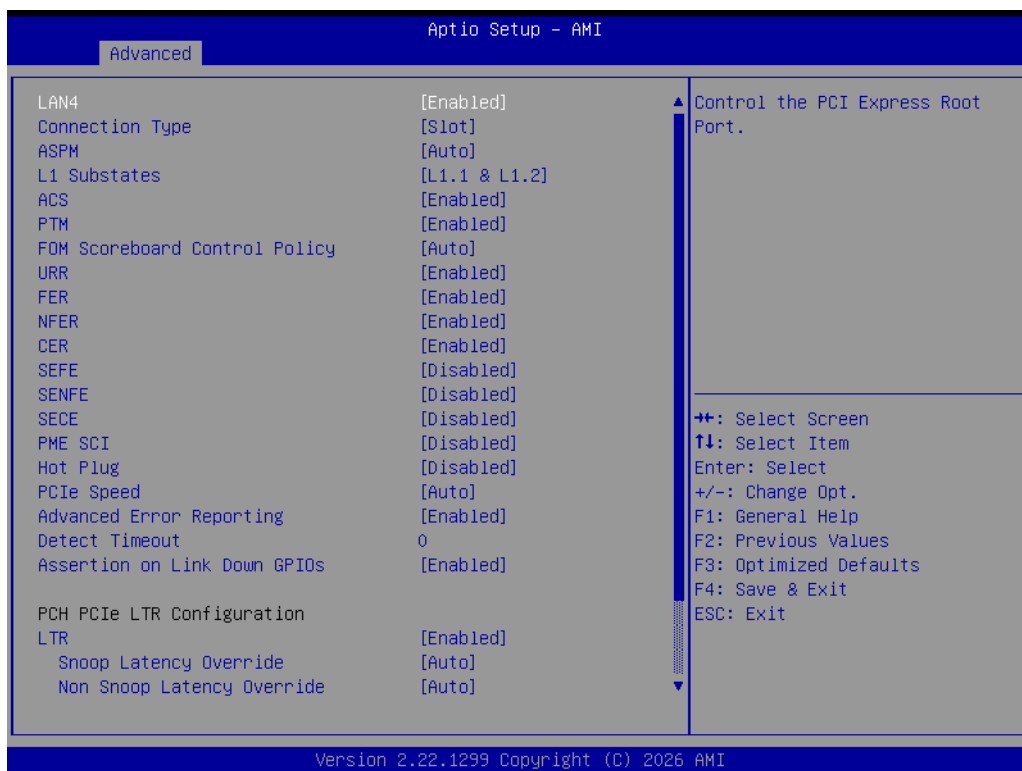 Aptio Setup - AMI
Advanced
LAN4 [Enabled]
Connection Type [Slot]
ASPM [Auto]
L1 Substates [L1.1 & L1.2]
ACS [Enabled]
PTM [Enabled]
FOM Scoreboard Control Policy [Auto]
URR [Enabled]
FER [Enabled]
NFER [Enabled]
CER [Enabled]
SEFE [Disabled]
SENFE [Disabled]
SECE [Disabled]
PME SCI [Disabled]
Hot Plug [Disabled]
PCIe Speed [Auto]
Advanced Error Reporting [Enabled]
Detect Timeout 0
Assertion on Link Down GPIOs [Enabled]
PCH PCIe LTR Configuration
LTR [Enabled]
Snoop Latency Override [Auto]
Non Snoop Latency Override [Auto]
Control the PCI Express Root
Port.
→←: Select Screen
↑↓: Select Item
Enter: Select
+/-: Change Opt.
F1: General Help
F2: Previous Values
F3: Optimized Defaults
F4: Save & Exit
ESC: Exit
Version 2.22.1299 Copyright (C) 2026 AMI